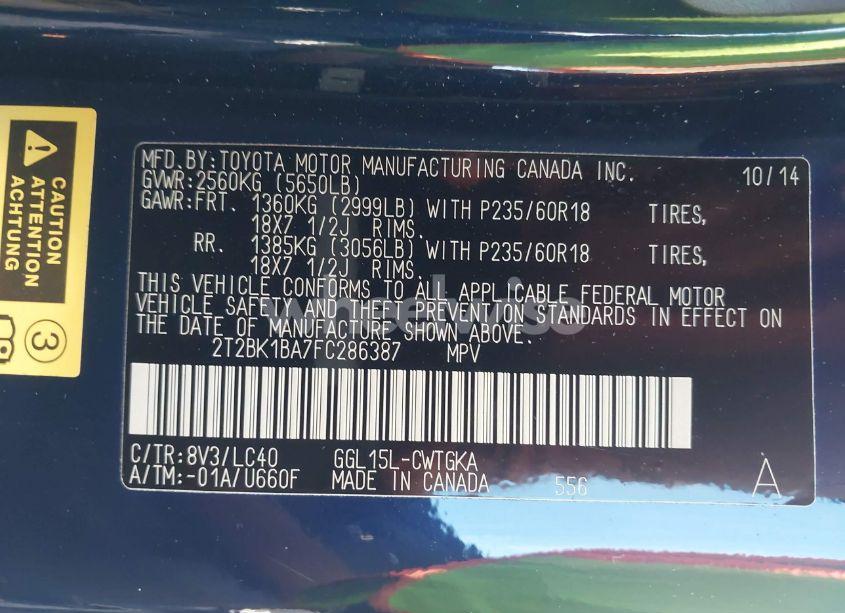 MFD.BY:TOYOTA MOTOR MANUFACTURING CANADA INC. 10/14
GVWR:2560KG (5650LB)
GAWR:FRT. 1360KG (2999LB) WITH P235/60R18 TIRES,
18X7 1/2J RIMS.
RR. 1385KG (3056LB) WITH P235/60R18 TIRES,
18X7 1/2J RIMS.
THIS VEHICLE CONFORMS TO ALL APPLICABLE FEDERAL MOTOR
VEHICLE SAFETY AND THEFT PREVENTION STANDARDS IN EFFECT ON
THE DATE OF MANUFACTURE SHOWN ABOVE.
2T2BK1BA7FC286387 MPV
C/TR:8V3/LC40 GGL15L-CWTGKA
A/TM:-01A/U660F MADE IN CANADA 556 A
CAUTION
ATTENTION
ACHTUNG
3
wheelwise